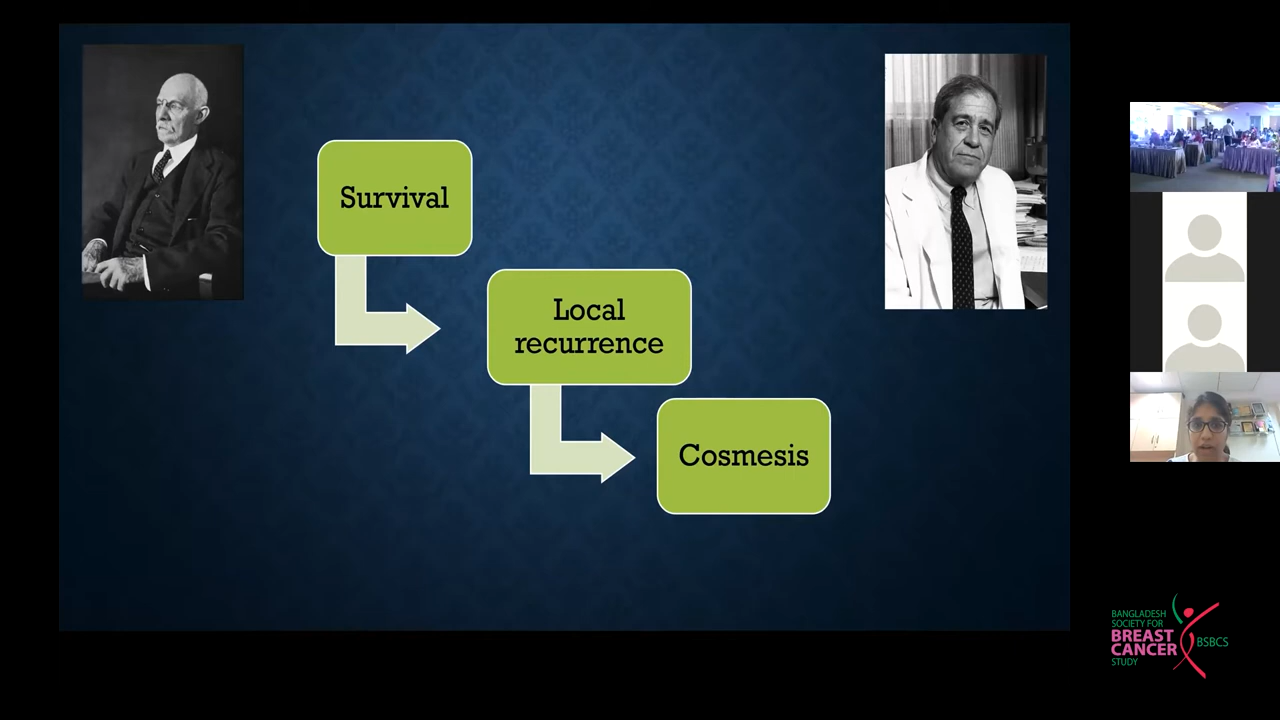 Survival
Local
recurrence
Cosmesis
BANGLADESH
SOCIETY FOR
BREAST
CANCER
STUDY
BSBCS